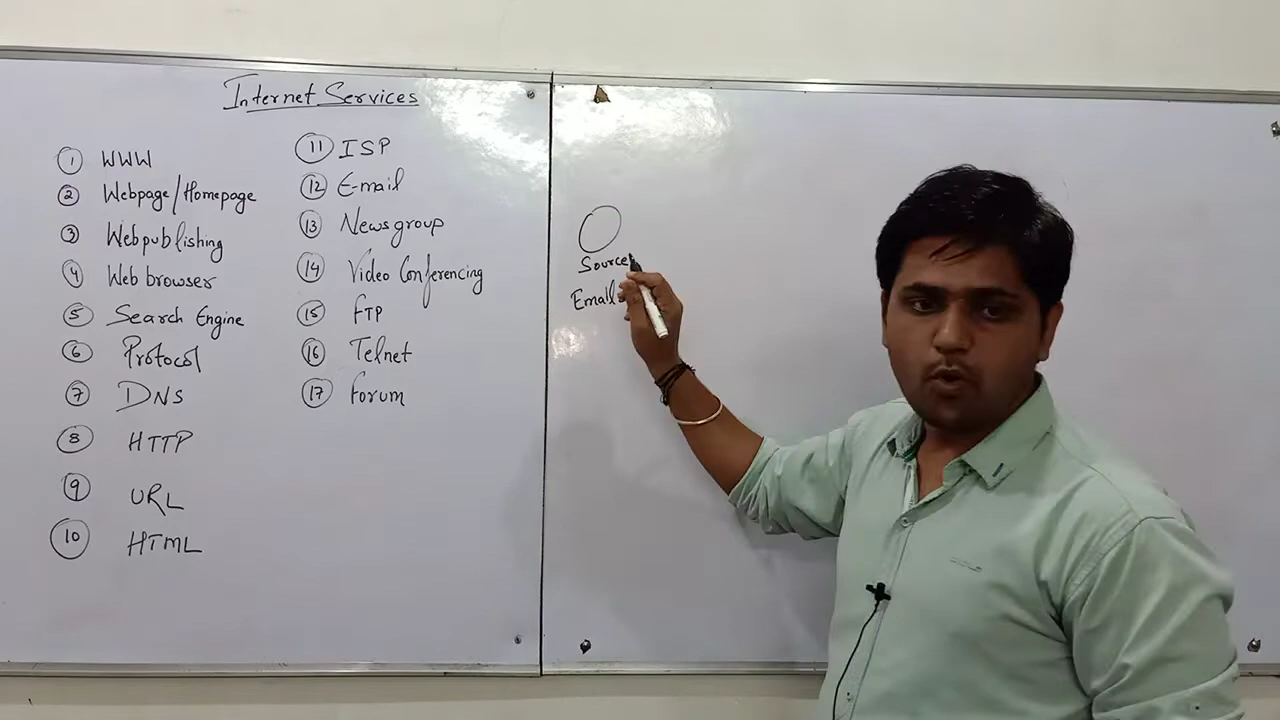 Internet Services
① WWW
② Webpage/Homepage
③ Webpublishing
④ Web browser
⑤ Search Engine
⑥ Protocol
⑦ DNS
⑧ HTTP
⑨ URL
⑩ HTML
⑪ ISP
⑫ E-mail
⑬ Newsgroup
⑭ Video Conferencing
⑮ FTP
⑯ Telnet
⑰ Forum
Source
Email